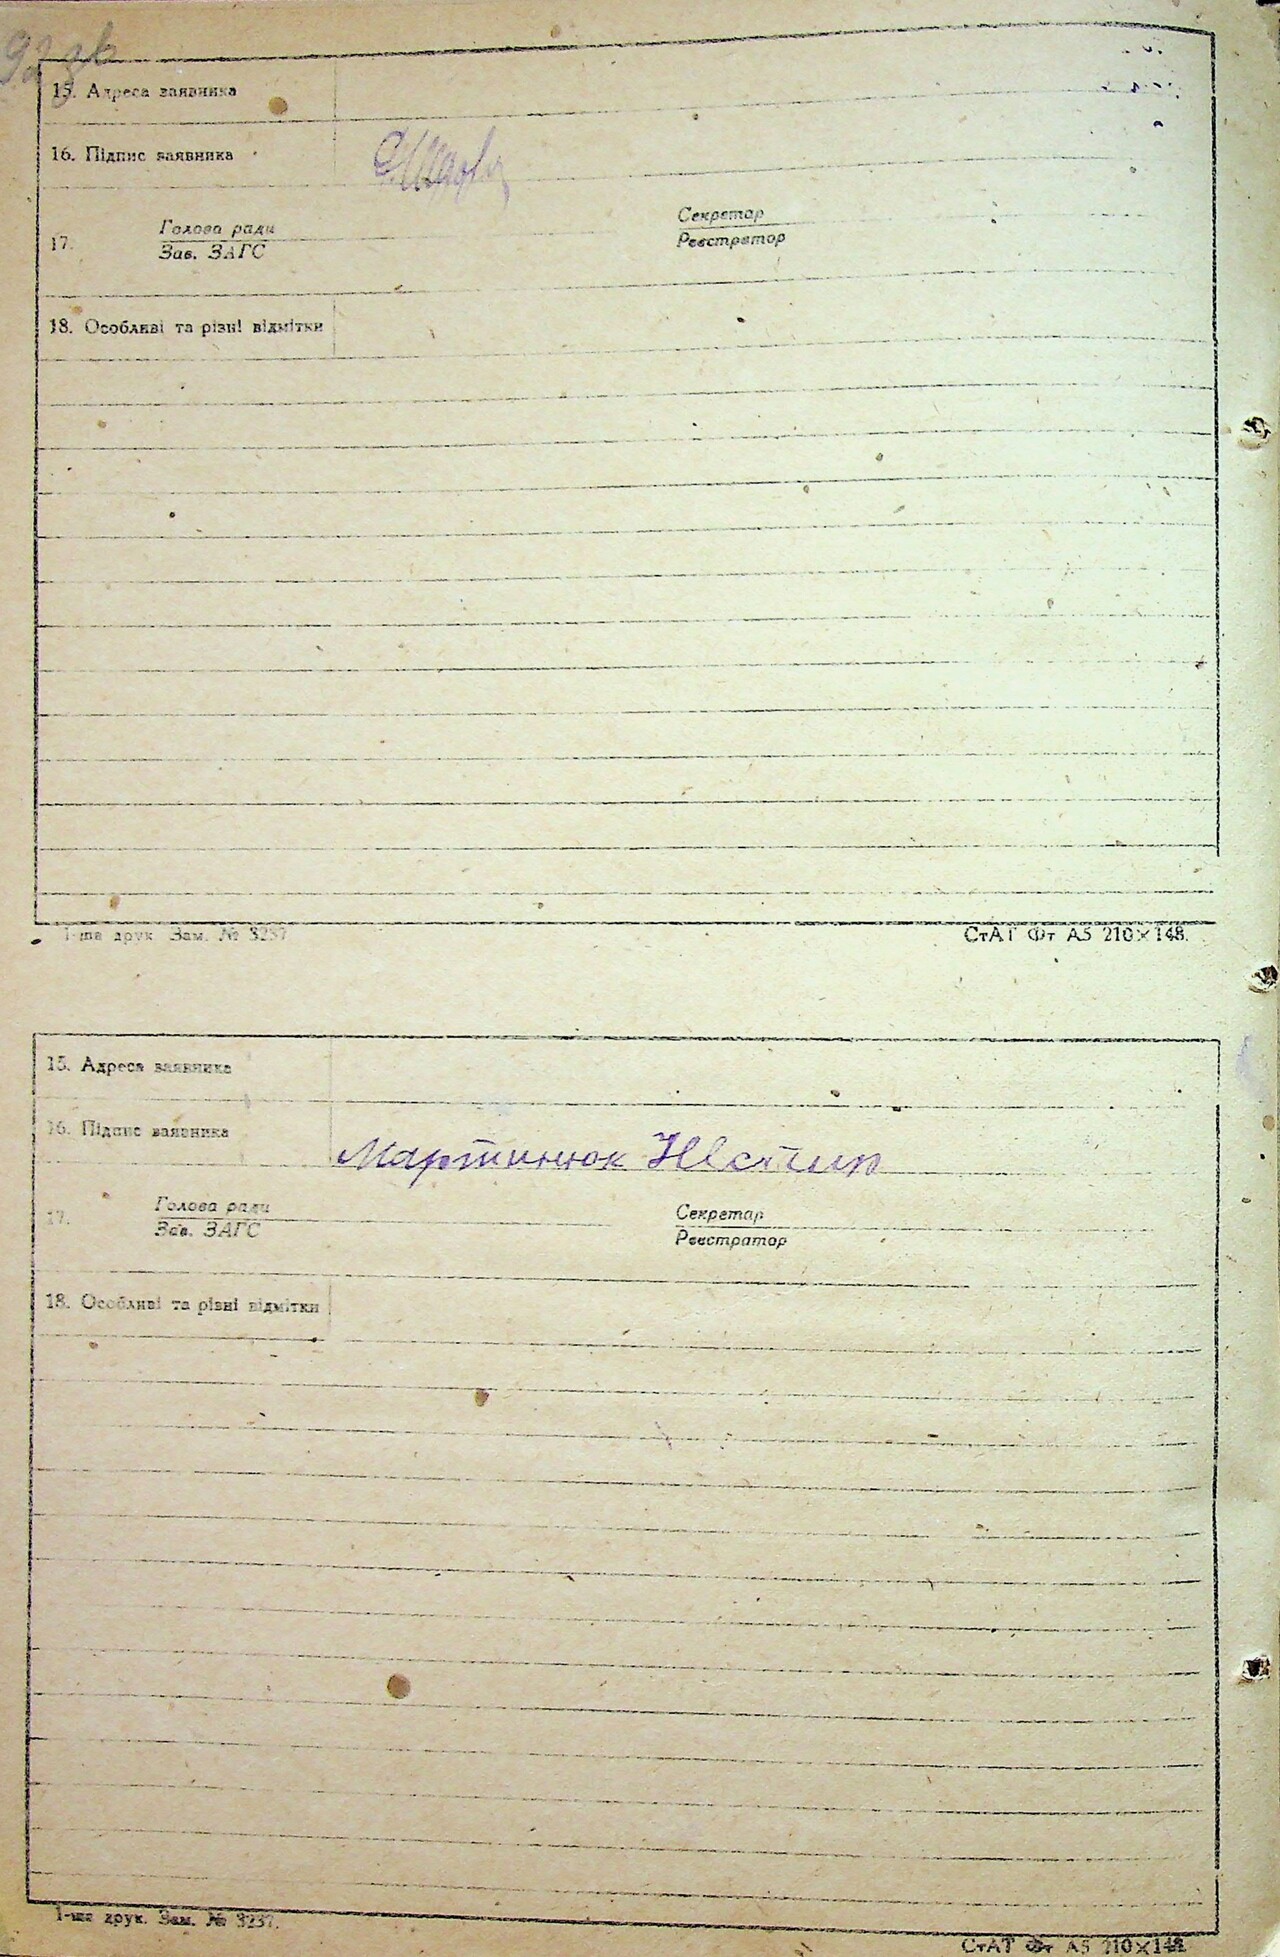 92 зв
15. Адреса заявника
16. Підпис заявника
17. Голова ради Секретар
Зав. ЗАГС Реєстратор
18. Особливі та різні відмітки
1-ша друк. Зам. № 3237 СтАТ Фт А5 210×148.
15. Адреса заявника
16. Підпис заявника Мартинюк Нестип
17. Голова ради Секретар
Зав. ЗАГС Реєстратор
18. Особливі та різні відмітки
1-ша друк. Зам. № 3237. СтАТ Фт А5 210×148